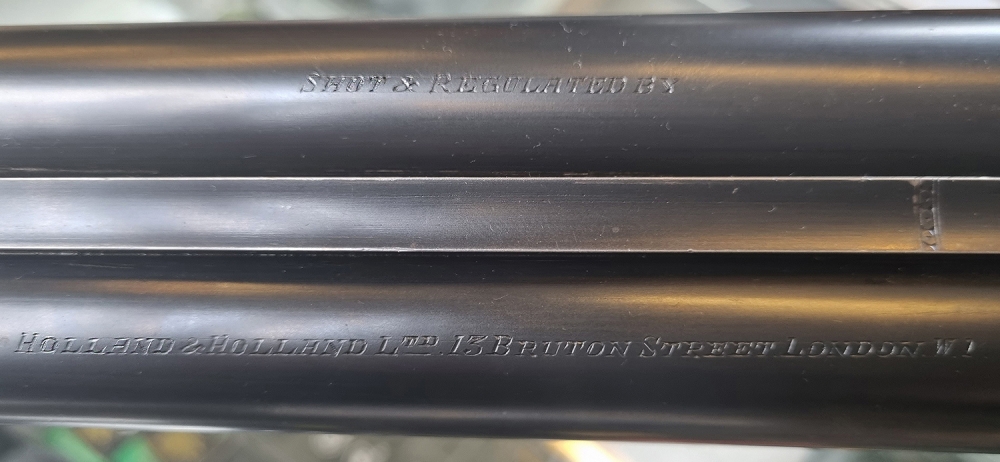 SHOT & REGULATED BY
HOLLAND & HOLLAND LTD. 13 BRUTON STREET LONDON W1